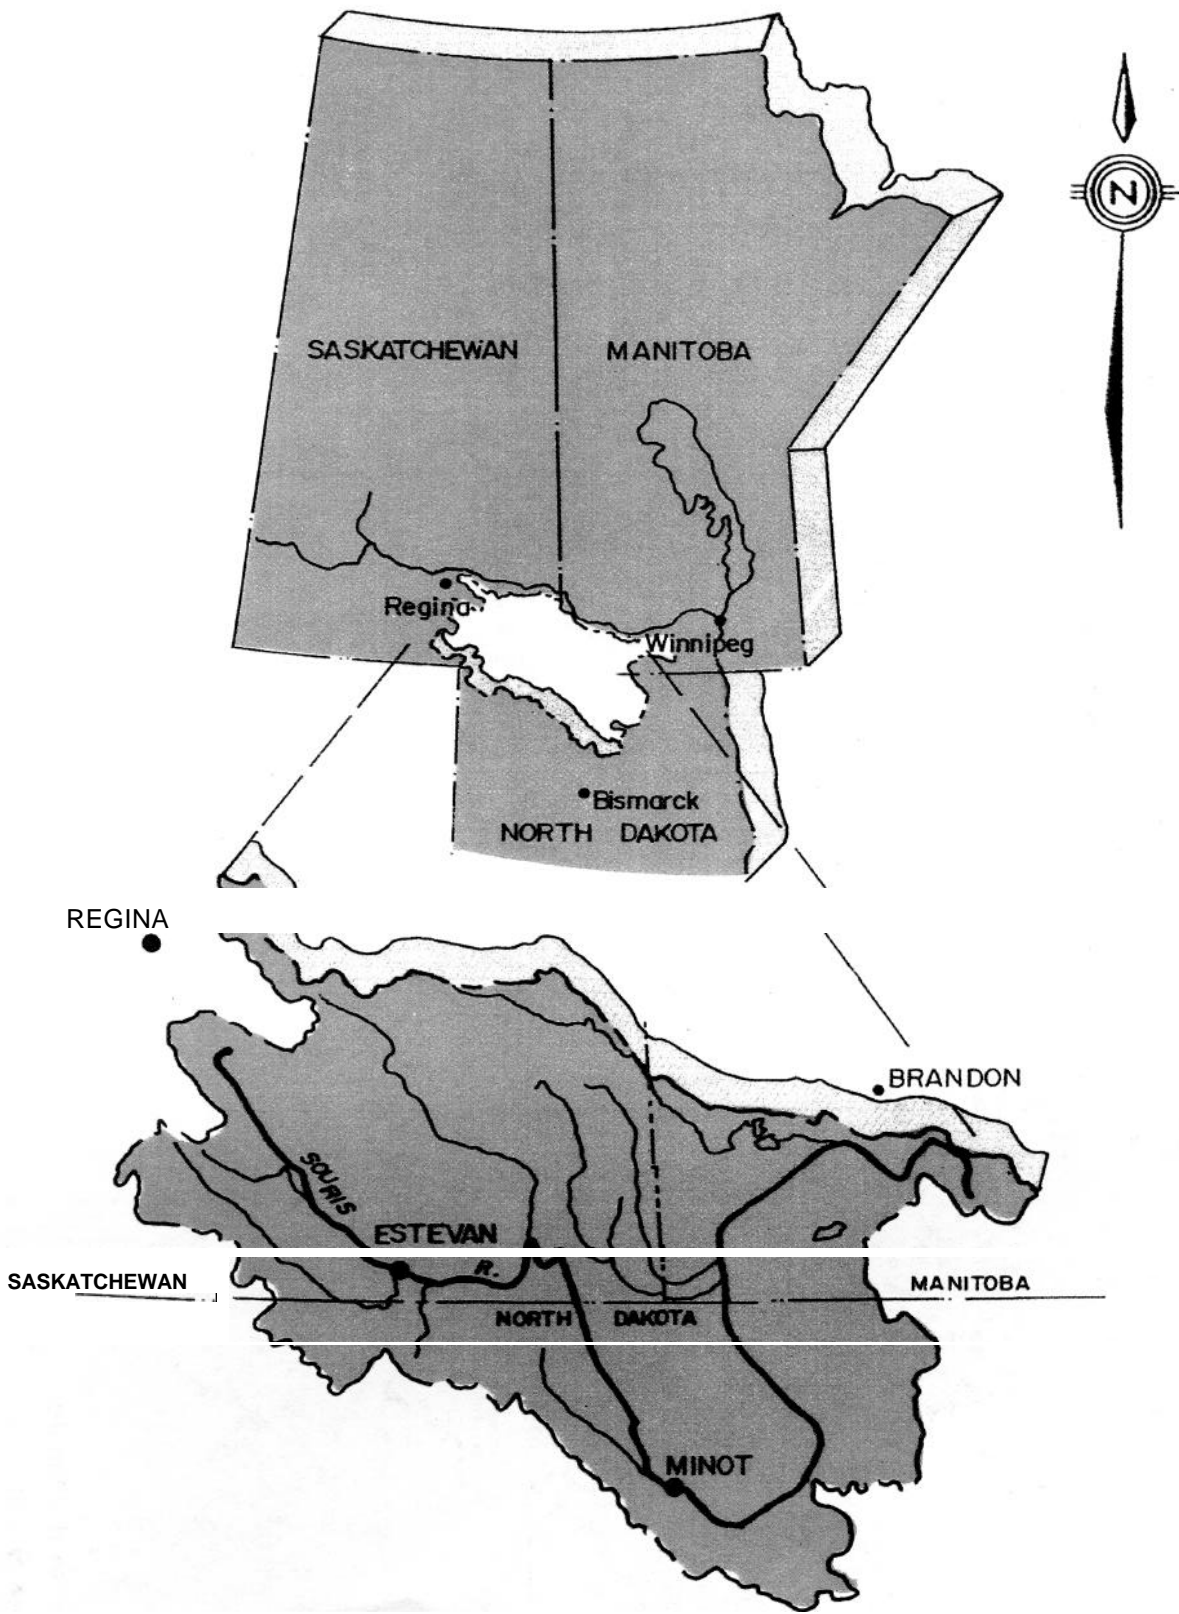 N
SASKATCHEWAN
MANITOBA
Regina
Winnipeg
Bismarck
NORTH DAKOTA
REGINA
BRANDON
SOURIS
ESTEVAN
R.
SASKATCHEWAN
MANITOBA
NORTH DAKOTA
MINOT